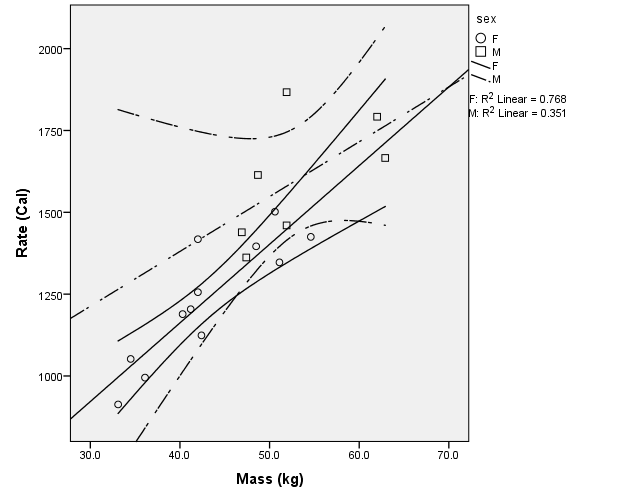 sex
F
M
F
M
F: R² Linear = 0.768
M: R² Linear = 0.351
Rate (Cal)
2000
1750
1500
1250
1000
30.0 40.0 50.0 60.0 70.0
Mass (kg)